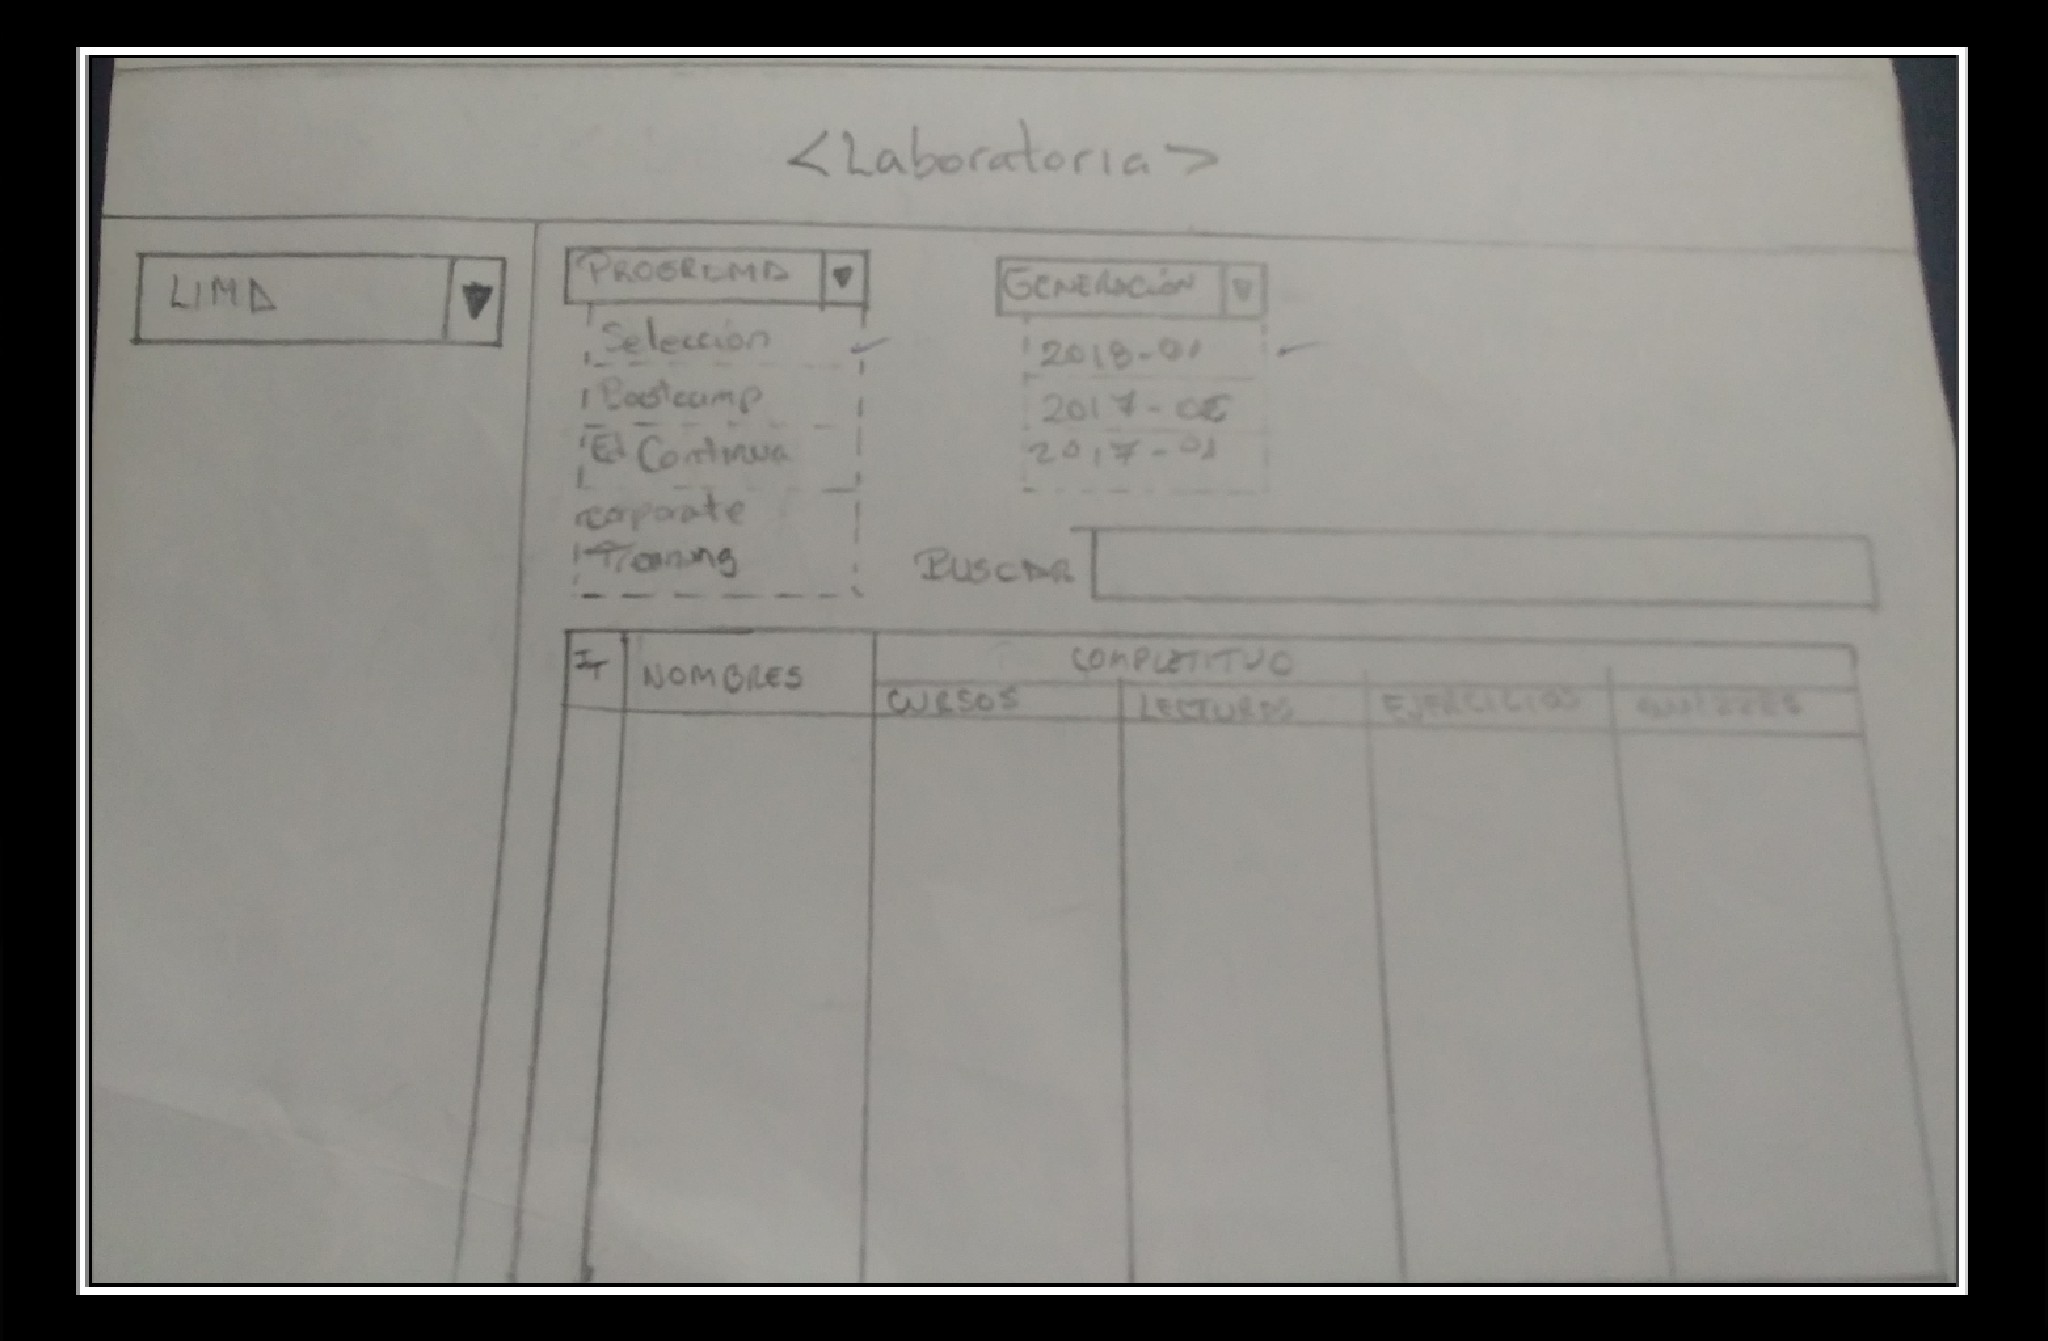 <Laboratoria>
LIMA
PROGRAMA
Selección
Bootcamp
Ed Continua
corporate
Training
GENERACIÓN
2018-01
2017-02
2017-01
BUSCAR
IT
NOMBRES
COMPLETITUD
CURSOS
LECTURAS
EJERCICIOS
QUIZZES